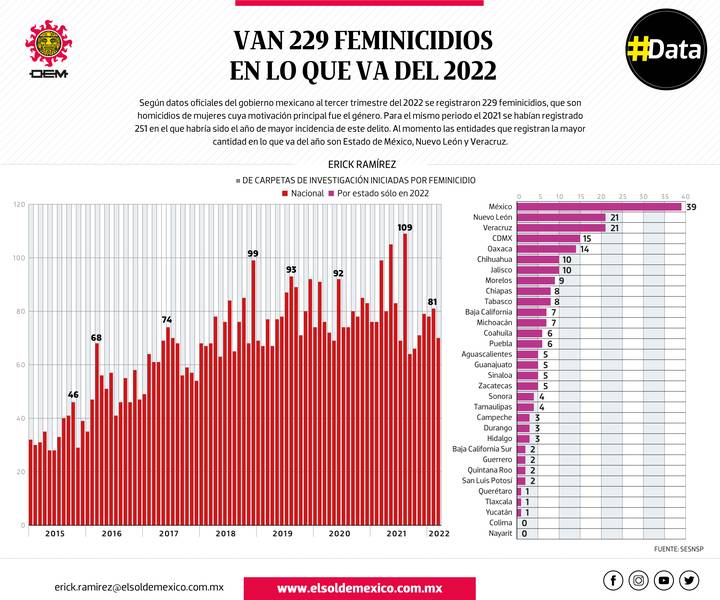 OEM
VAN 229 FEMINICIDIOS
EN LO QUE VA DEL 2022
#Data
Según datos oficiales del gobierno mexicano al tercer trimestre del 2022 se registraron 229 feminicidios, que son
homicidios de mujeres cuya motivación principal fue el género. Para el mismo periodo el 2021 se habían registrado
251 en el que habría sido el año de mayor incidencia de este delito. Al momento las entidades que registran la mayor
cantidad en lo que va del año son Estado de México, Nuevo León y Veracruz.
ERICK RAMÍREZ
DE CARPETAS DE INVESTIGACIÓN INICIADAS POR FEMINICIDIO
Nacional Por estado sólo en 2022
120
100
80
60
40
20
0
46
68
74
99
93
92
109
81
2015 2016 2017 2018 2019 2020 2021 2022
0 5 10 15 20 25 30 35 40
México 39
Nuevo León 21
Veracruz 21
CDMX 15
Oaxaca 14
Chihuahua 10
Jalisco 10
Morelos 9
Chiapas 8
Tabasco 8
Baja California 7
Michoacán 7
Coahuila 6
Puebla 6
Aguascalientes 5
Guanajuato 5
Sinaloa 5
Zacatecas 5
Sonora 4
Tamaulipas 4
Campeche 3
Durango 3
Hidalgo 3
Baja California Sur 2
Guerrero 2
Quintana Roo 2
San Luis Potosí 2
Querétaro 1
Tlaxcala 1
Yucatán 1
Colima 0
Nayarit 0
FUENTE: SESNSP
erick.ramirez@elsoldemexico.com.mx
www.elsoldemexico.com.mx